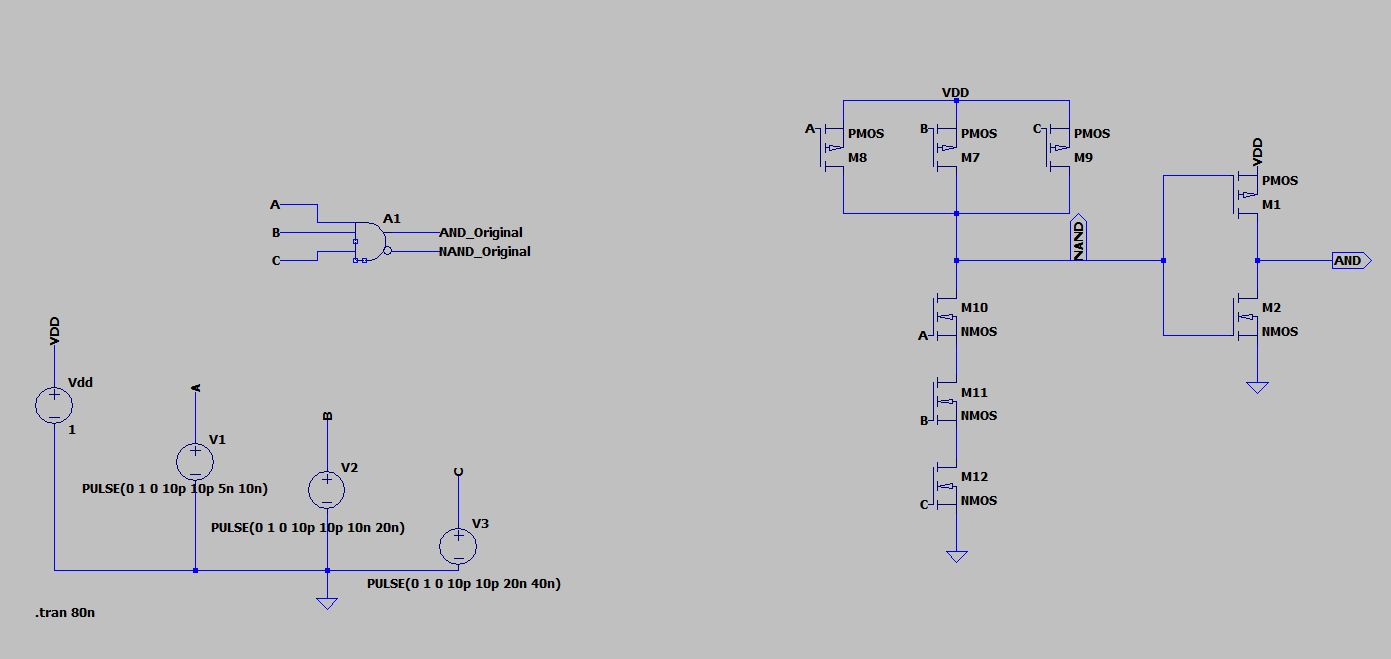 VDD
A
PMOS
M8
B
PMOS
M7
C
PMOS
M9
VDD
PMOS
M1
A
B
C
A1
AND_Original
NAND_Original
NAND
AND
M10
A
NMOS
M2
NMOS
M11
B
NMOS
M12
C
NMOS
VDD
Vdd
1
A
V1
PULSE(0 1 0 10p 10p 5n 10n)
B
V2
PULSE(0 1 0 10p 10p 10n 20n)
C
V3
PULSE(0 1 0 10p 10p 20n 40n)
.tran 80n